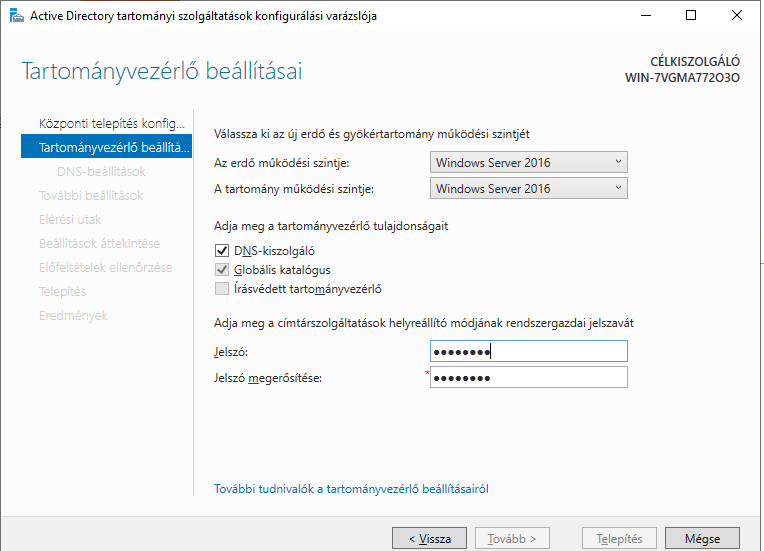 Active Directory tartományi szolgáltatások konfigurálási varázslója
Tartományvezérlő beállításai
CÉLKISZOLGÁLÓ
WIN-7VGMA772O3O
Központi telepítés konfig...
Tartományvezérlő beállítá...
DNS-beállítások
További beállítások
Elérési utak
Beállítások áttekintése
Előfeltételek ellenőrzése
Telepítés
Eredmények
Válassza ki az új erdő és gyökértartomány működési szintjét
Az erdő működési szintje: Windows Server 2016
A tartomány működési szintje: Windows Server 2016
Adja meg a tartományvezérlő tulajdonságait
DNS-kiszolgáló
Globális katalógus
Írásvédett tartományvezérlő
Adja meg a címtárszolgáltatások helyreállító módjának rendszergazdai jelszavát
Jelszó: ●●●●●●●●
Jelszó megerősítése: * ●●●●●●●●
További tudnivalók a tartományvezérlő beállításairól
< Vissza Tovább > Telepítés Mégse